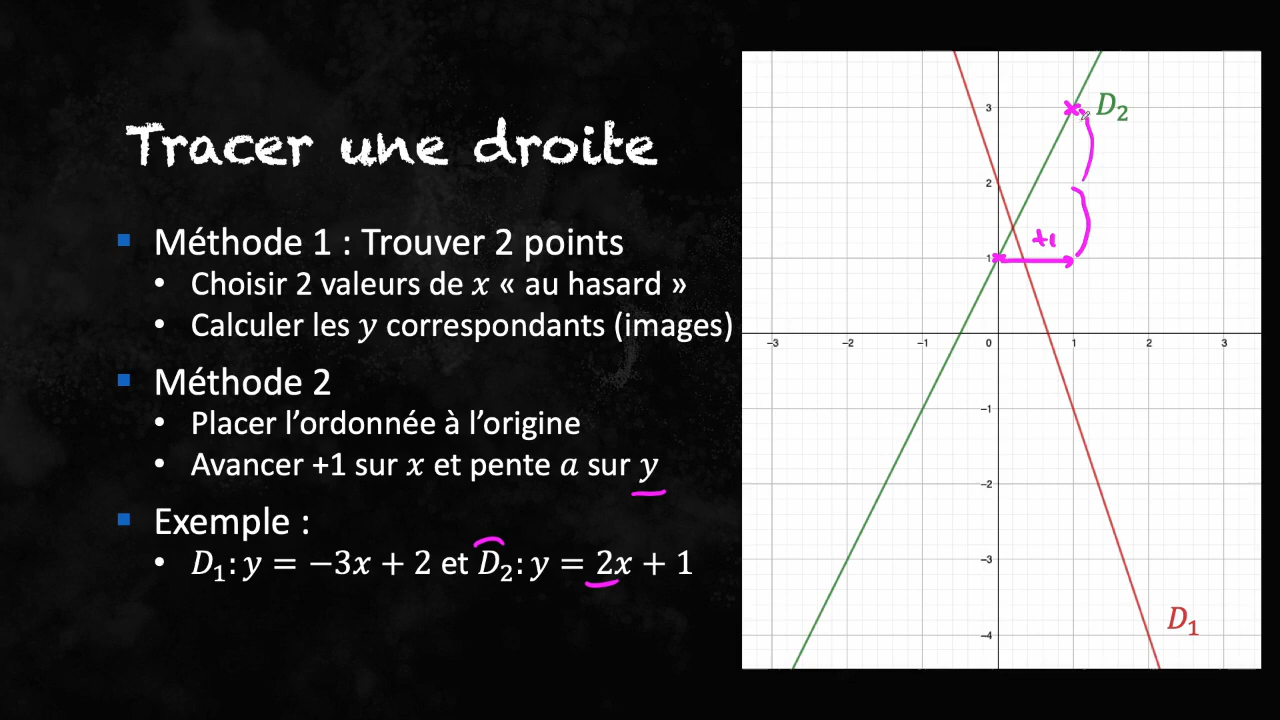 Tracer une droite
Méthode 1 : Trouver 2 points
Choisir 2 valeurs de x « au hasard »
Calculer les y correspondants (images)
Méthode 2
Placer l'ordonnée à l'origine
Avancer +1 sur x et pente a sur y
Exemple :
D₁: y = −3x + 2 et D₂: y = 2x + 1
D₂
3
2
+1
1
−3 −2 −1 0 1 2 3
−1
−2
−3
−4
D₁